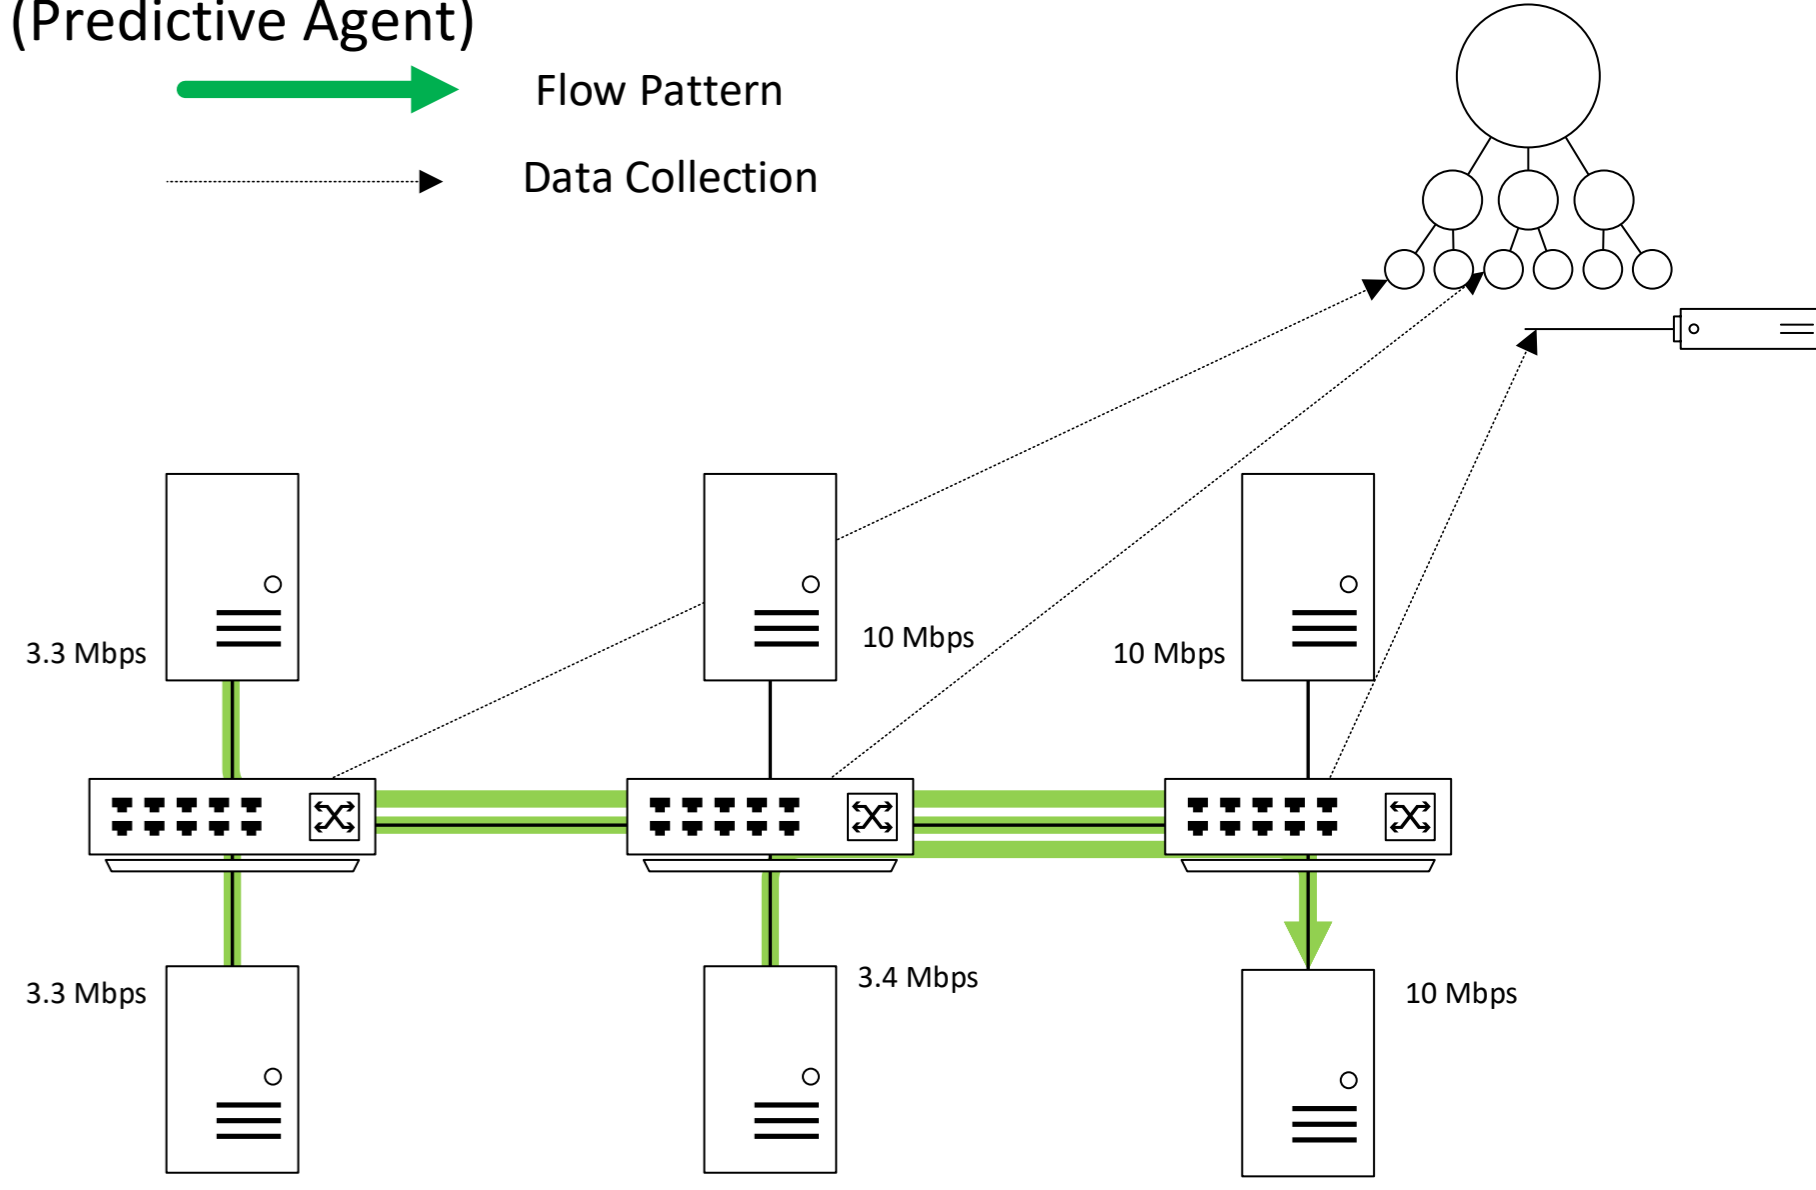 (Predictive Agent)
Flow Pattern
Data Collection
3.3 Mbps
10 Mbps
10 Mbps
3.3 Mbps
3.4 Mbps
10 Mbps